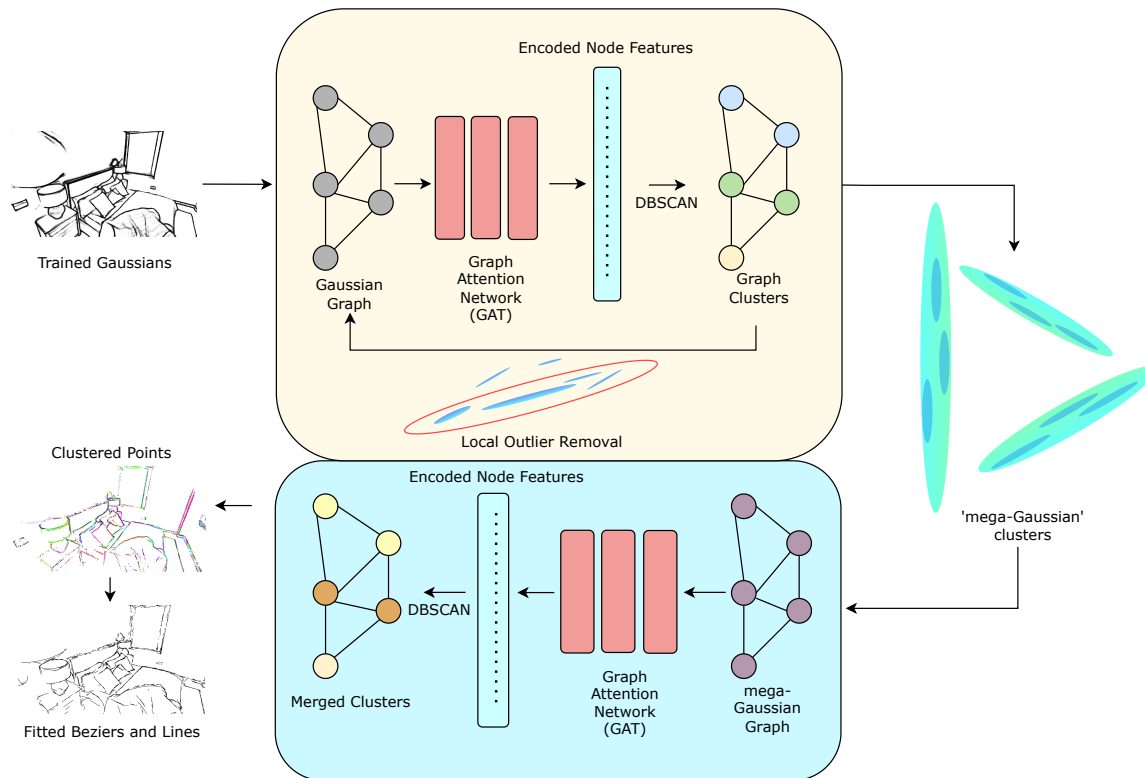 Encoded Node Features
DBSCAN
Trained Gaussians
Gaussian
Graph
Graph
Attention
Network
(GAT)
Graph
Clusters
Local Outlier Removal
'mega-Gaussian'
clusters
Encoded Node Features
DBSCAN
mega-
Gaussian
Graph
Graph
Attention
Network
(GAT)
Merged Clusters
Clustered Points
Fitted Beziers and Lines